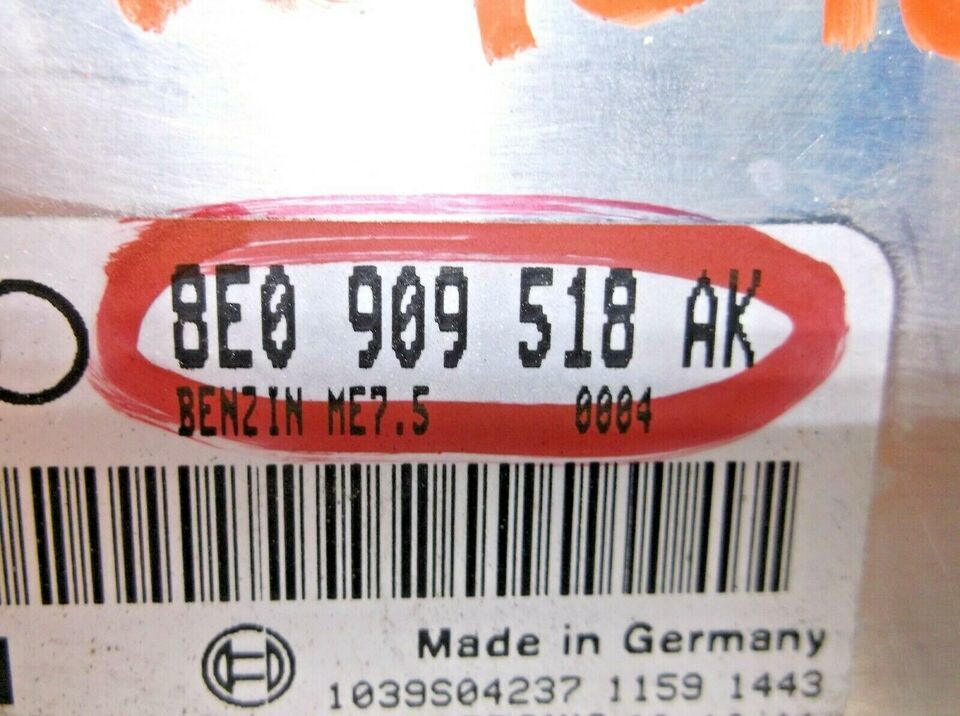 8E0 909 518 AK
BENZIN ME7.5 0004
Made in Germany
1039S04237 1159 1443